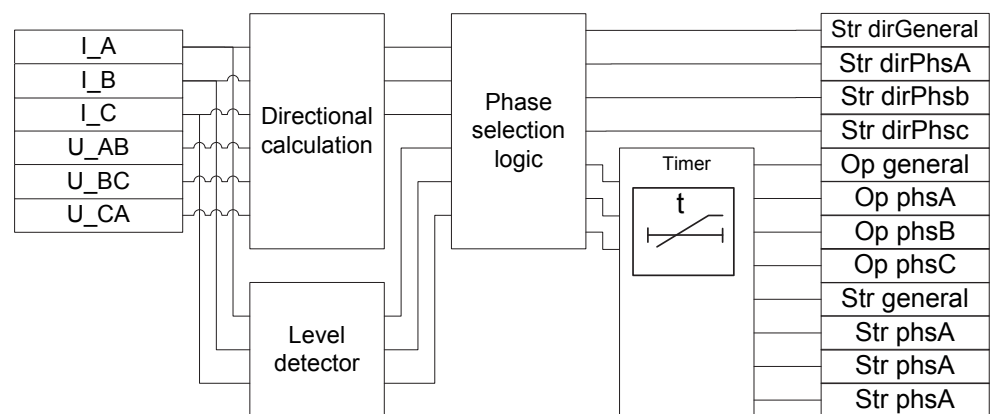 I_A
I_B
I_C
U_AB
U_BC
U_CA
Directional
calculation
Level
detector
Phase
selection
logic
Timer
t
Str dirGeneral
Str dirPhsA
Str dirPhsb
Str dirPhsc
Op general
Op phsA
Op phsB
Op phsC
Str general
Str phsA
Str phsA
Str phsA